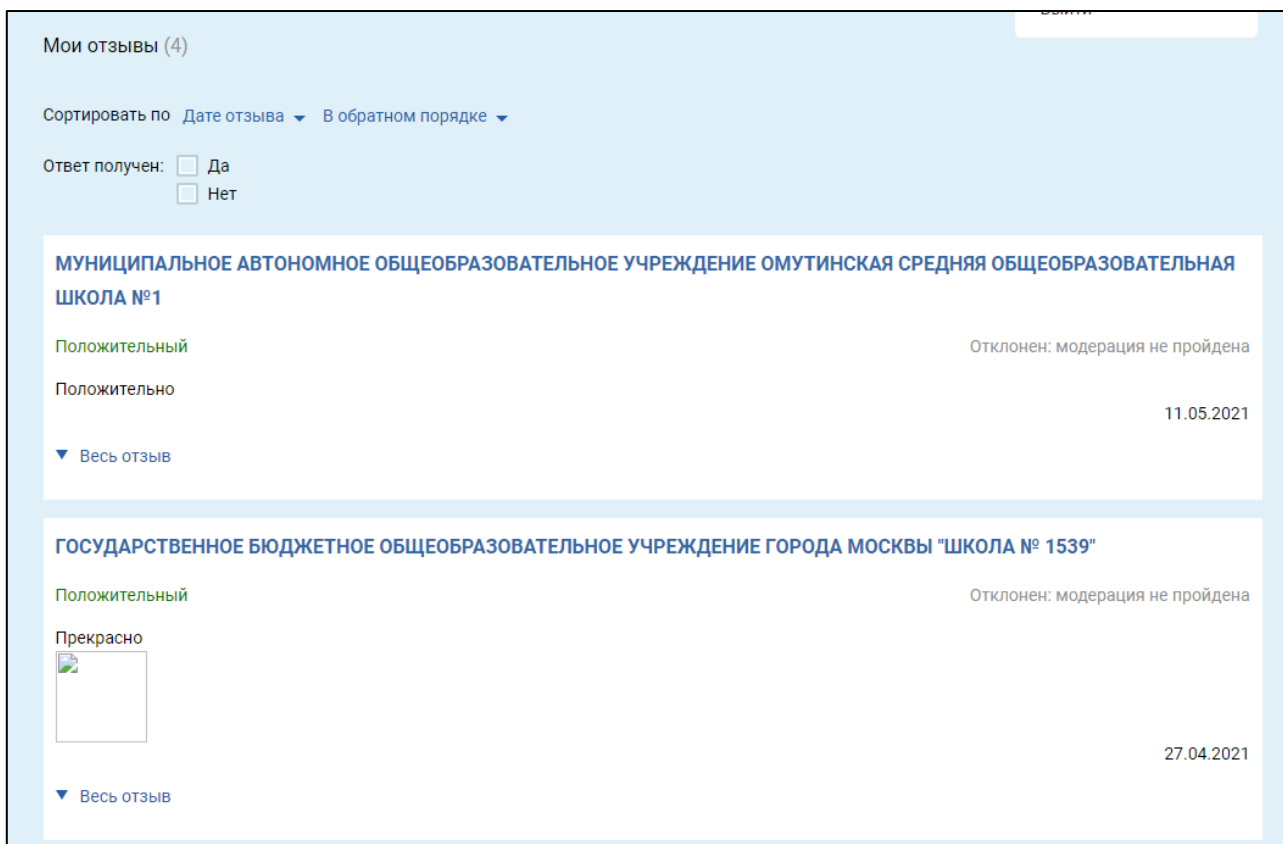 Мои отзывы (4)
Сортировать по Дате отзыва В обратном порядке
Ответ получен: Да
Нет
МУНИЦИПАЛЬНОЕ АВТОНОМНОЕ ОБЩЕОБРАЗОВАТЕЛЬНОЕ УЧРЕЖДЕНИЕ ОМУТИНСКАЯ СРЕДНЯЯ ОБЩЕОБРАЗОВАТЕЛЬНАЯ
ШКОЛА №1
Положительный Отклонен: модерация не пройдена
Положительно
11.05.2021
Весь отзыв
ГОСУДАРСТВЕННОЕ БЮДЖЕТНОЕ ОБЩЕОБРАЗОВАТЕЛЬНОЕ УЧРЕЖДЕНИЕ ГОРОДА МОСКВЫ "ШКОЛА № 1539"
Положительный Отклонен: модерация не пройдена
Прекрасно
27.04.2021
Весь отзыв